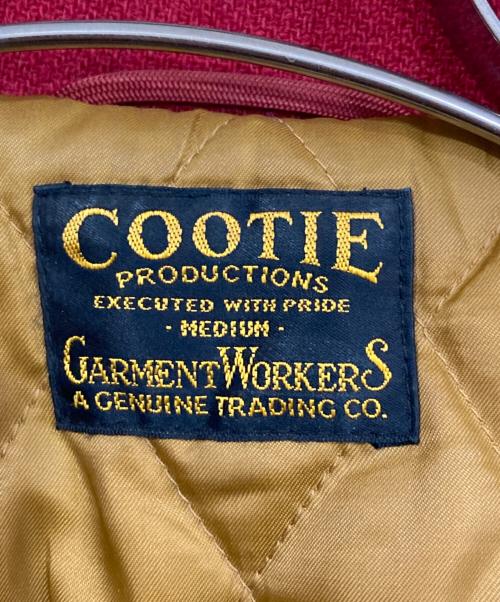 COOTIE
PRODUCTIONS
EXECUTED WITH PRIDE
- MEDIUM -
GARMENT WORKERS
A GENUINE TRADING CO.